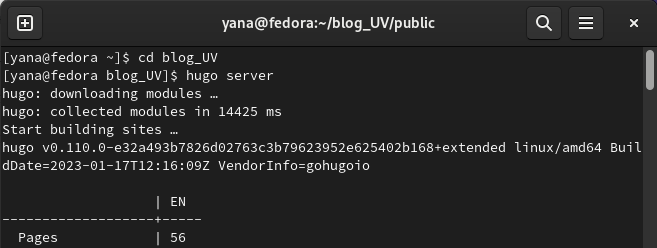 yana@fedora:~/blog_UV/public
[yana@fedora ~]$ cd blog_UV
[yana@fedora blog_UV]$ hugo server
hugo: downloading modules …
hugo: collected modules in 14425 ms
Start building sites …
hugo v0.110.0-e32a493b7826d02763c3b79623952e625402b168+extended linux/amd64 Buil
dDate=2023-01-17T12:16:09Z VendorInfo=gohugoio
                   | EN
-------------------+-----
  Pages            | 56